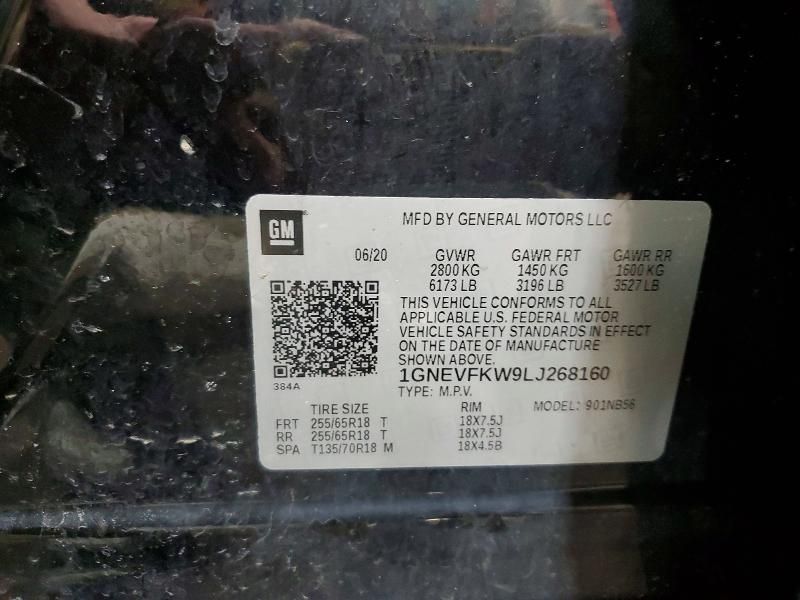 GM
MFD BY GENERAL MOTORS LLC
06/20 GVWR GAWR FRT GAWR RR
2800 KG 1450 KG 1600 KG
6173 LB 3196 LB 3527 LB
THIS VEHICLE CONFORMS TO ALL
APPLICABLE U.S. FEDERAL MOTOR
VEHICLE SAFETY STANDARDS IN EFFECT
ON THE DATE OF MANUFACTURE
SHOWN ABOVE.
1GNEVFKW9LJ268160
384A
TYPE: M.P.V.
TIRE SIZE RIM MODEL: 901NB56
FRT 255/65R18 T 18X7.5J
RR 255/65R18 T 18X7.5J
SPA T135/70R18 M 18X4.5B